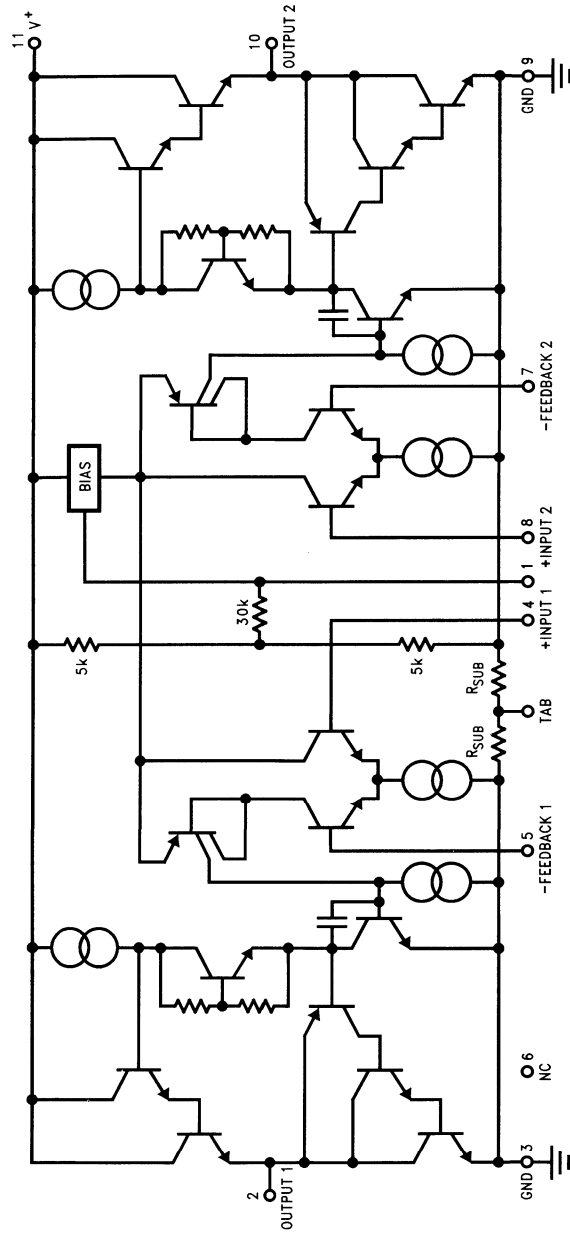 11 V+
10
OUTPUT 2
9
GND
BIAS
7
-FEEDBACK 2
8
+INPUT 2
1
30k
4
+INPUT 1
5k
5k
RSUB
TAB
RSUB
5
-FEEDBACK 1
6
NC
2
OUTPUT 1
3
GND